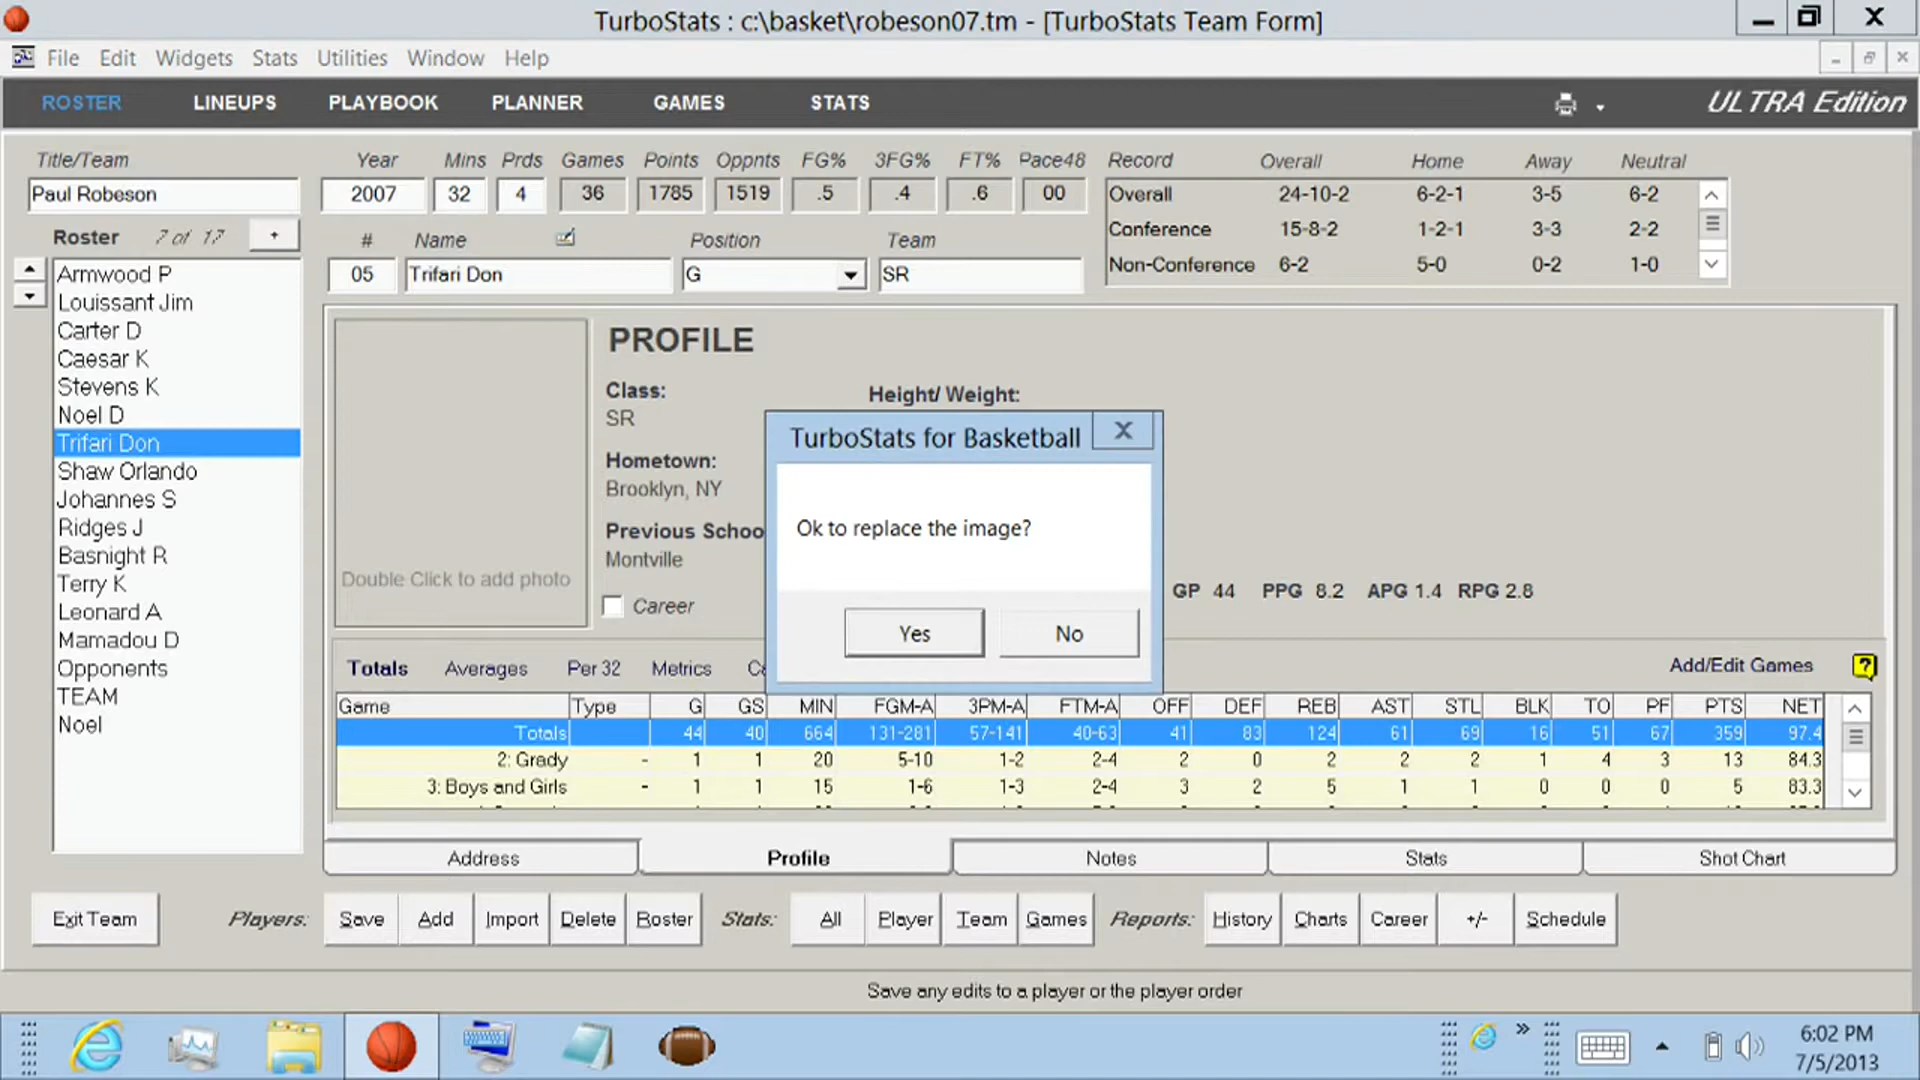 TurboStats : c:\basket\robeson07.tm - [TurboStats Team Form]
File Edit Widgets Stats Utilities Window Help
ROSTER LINEUPS PLAYBOOK PLANNER GAMES STATS ULTRA Edition
Title/Team Year Mins Prds Games Points Oppnts FG% 3FG% FT% Pace48 Record Overall Home Away Neutral
Paul Robeson 2007 32 4 36 1785 1519 .5 .4 .6 00 Overall 24-10-2 6-2-1 3-5 6-2
Conference 15-8-2 1-2-1 3-3 2-2
Non-Conference 6-2 5-0 0-2 1-0
Roster 7 of 17 + # Name Position Team
05 Trifari Don G SR
Armwood P
Louissant Jim
Carter D
Caesar K
Stevens K
Noel D
Trifari Don
Shaw Orlando
Johannes S
Ridges J
Basnight R
Terry K
Leonard A
Mamadou D
Opponents
TEAM
Noel
Double Click to add photo
PROFILE
Class: Height/ Weight:
SR
Hometown:
Brooklyn, NY
Previous Schoo
Montville
Career
GP 44 PPG 8.2 APG 1.4 RPG 2.8
TurboStats for Basketball X
Ok to replace the image?
Yes No
Totals Averages Per 32 Metrics Ca Add/Edit Games ?
Game Type G GS MIN FGM-A 3PM-A FTM-A OFF DEF REB AST STL BLK TO PF PTS NET
Totals 44 40 664 131-281 57-141 40-63 41 83 124 61 69 16 51 67 359 97.4
2: Grady - 1 1 20 5-10 1-2 2-4 2 0 2 2 2 1 4 3 13 84.3
3: Boys and Girls - 1 1 15 1-6 1-3 2-4 3 2 5 1 1 0 0 0 5 83.3
Address Profile Notes Stats Shot Chart
Exit Team Players: Save Add Import Delete Roster Stats: All Player Team Games Reports: History Charts Career +/- Schedule
Save any edits to a player or the player order
6:02 PM
7/5/2013